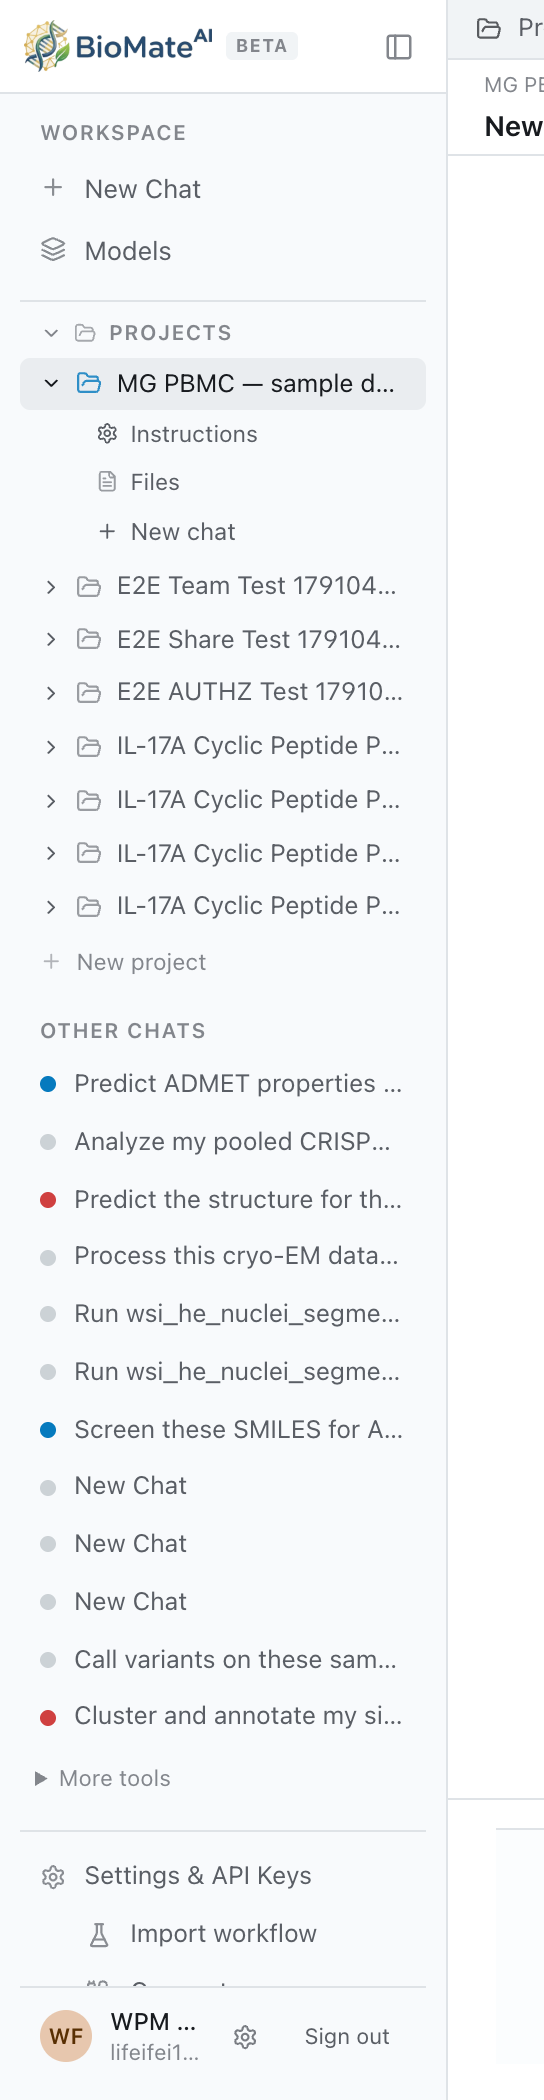 BioMate AI BETA
Pr
MG PB
New
WORKSPACE
New Chat
Models
PROJECTS
MG PBMC — sample d...
Instructions
Files
New chat
E2E Team Test 179104...
E2E Share Test 179104...
E2E AUTHZ Test 17910...
IL-17A Cyclic Peptide P...
IL-17A Cyclic Peptide P...
IL-17A Cyclic Peptide P...
IL-17A Cyclic Peptide P...
New project
OTHER CHATS
Predict ADMET properties ...
Analyze my pooled CRISP...
Predict the structure for th...
Process this cryo-EM data...
Run wsi_he_nuclei_segme...
Run wsi_he_nuclei_segme...
Screen these SMILES for A...
New Chat
New Chat
New Chat
Call variants on these sam...
Cluster and annotate my si...
More tools
Settings & API Keys
Import workflow
WF
WPM ...
lifeifei1...
Sign out